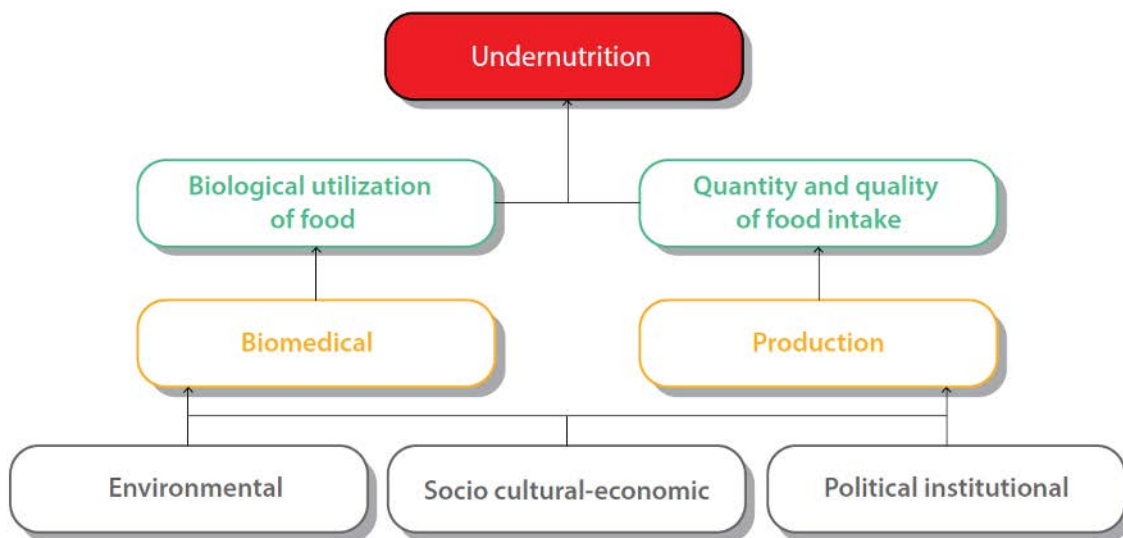 Undernutrition
Biological utilization
of food
Quantity and quality
of food intake
Biomedical
Production
Environmental
Socio cultural-economic
Political institutional